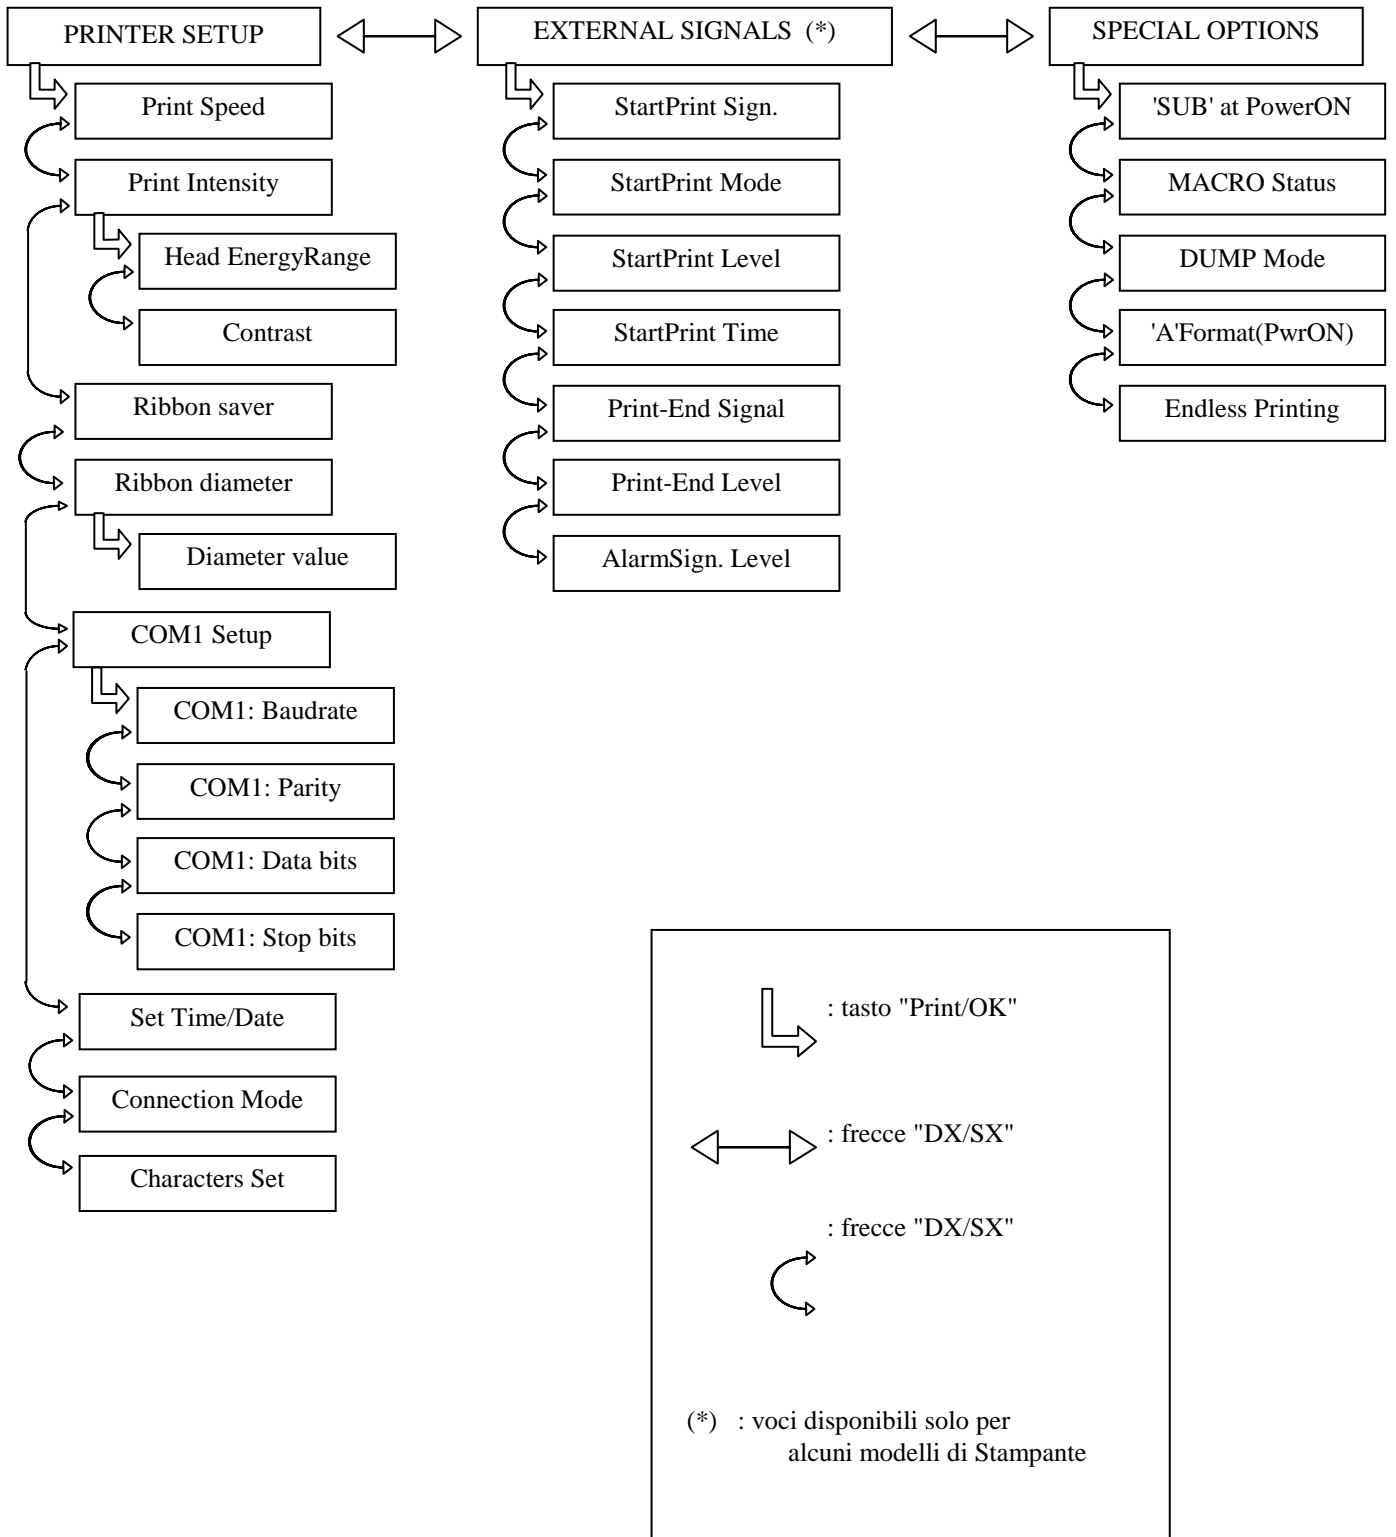 PRINTER SETUP
Print Speed
Print Intensity
Head EnergyRange
Contrast
Ribbon saver
Ribbon diameter
Diameter value
COM1 Setup
COM1: Baudrate
COM1: Parity
COM1: Data bits
COM1: Stop bits
Set Time/Date
Connection Mode
Characters Set
EXTERNAL SIGNALS (*)
StartPrint Sign.
StartPrint Mode
StartPrint Level
StartPrint Time
Print-End Signal
Print-End Level
AlarmSign. Level
SPECIAL OPTIONS
'SUB' at PowerON
MACRO Status
DUMP Mode
'A'Format(PwrON)
Endless Printing
: tasto "Print/OK"
: frecce "DX/SX"
: frecce "DX/SX"
(*) : voci disponibili solo per
alcuni modelli di Stampante